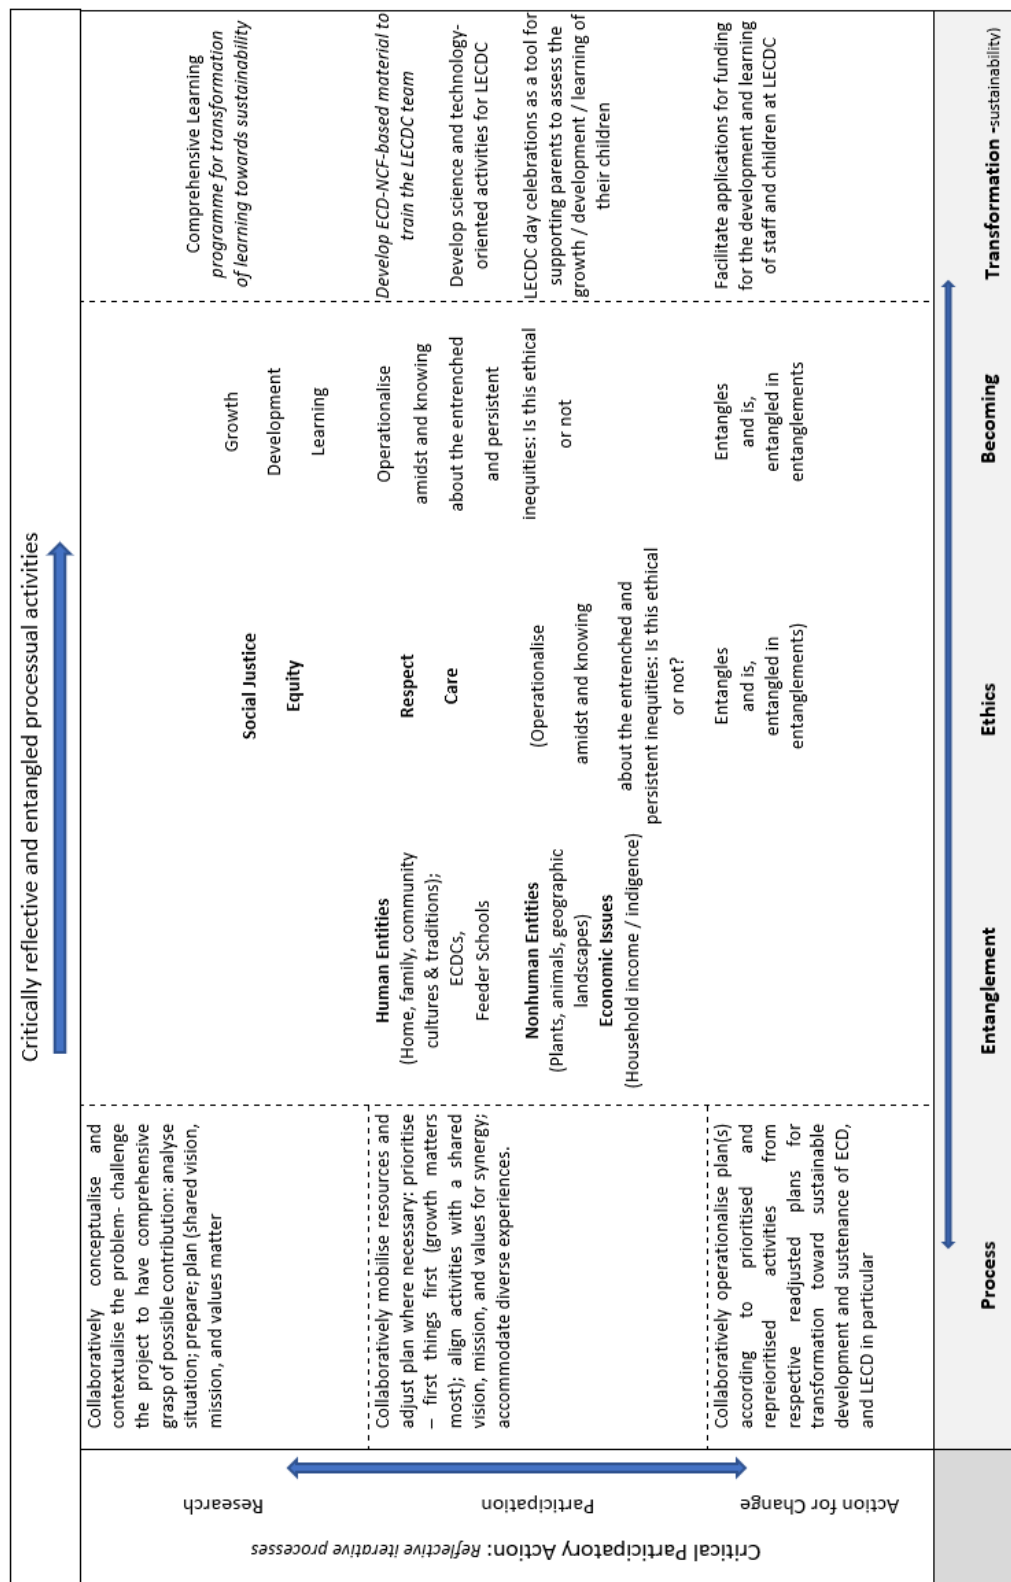 Critically reflective and entangled processual activities
Critical Participatory Action: Reflective iterative processes
Research
Participation
Action for Change
Collaboratively conceptualise and
contextualise the problem- challenge
the project to have comprehensive
grasp of possible contribution: analyse
situation; prepare; plan (shared vision,
mission, and values matter
Collaboratively mobilise resources and
adjust plan where necessary: prioritise
– first things first (growth matters
most); align activities with a shared
vision, mission, and values for synergy;
accommodate diverse experiences.
Collaboratively operationalise plan(s)
according to prioritised and
repreioritised activities from
respective readjusted plans for
transformation toward sustainable
development and sustenance of ECD,
and LECD in particular
Human Entities
(Home, family, community
cultures & traditions);
ECDCs,
Feeder Schools
Nonhuman Entities
(Plants, animals, geographic
landscapes)
Economic Issues
(Household income / indigence)
Social Justice
Equity
Respect
Care
(Operationalise
amidst and knowing
about the entrenched and
persistent inequities: Is this ethical
or not?
Entangles
and is,
entangled in
entanglements)
Growth
Development
Learning
Operationalise
amidst and knowing
about the entrenched
and persistent
inequities: Is this ethical
or not
Entangles
and is,
entangled in
entanglements
Comprehensive Learning
programme for transformation
of learning towards sustainability
Develop ECD-NCF-based material to
train the LECDC team
Develop science and technology-
oriented activities for LECDC
LECDC day celebrations as a tool for
supporting parents to assess the
growth / development / learning of
their children
Facilitate applications for funding
for the development and learning
of staff and children at LECDC
Process
Entanglement
Ethics
Becoming
Transformation -sustainability)